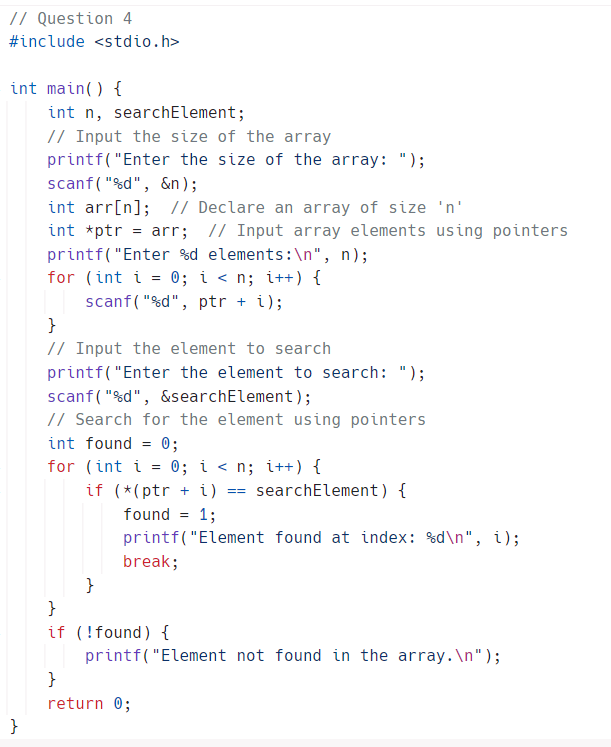 // Question 4
#include <stdio.h>

int main() {
    int n, searchElement;
    // Input the size of the array
    printf("Enter the size of the array: ");
    scanf("%d", &n);
    int arr[n];  // Declare an array of size 'n'
    int *ptr = arr;  // Input array elements using pointers
    printf("Enter %d elements:\n", n);
    for (int i = 0; i < n; i++) {
        scanf("%d", ptr + i);
    }
    // Input the element to search
    printf("Enter the element to search: ");
    scanf("%d", &searchElement);
    // Search for the element using pointers
    int found = 0;
    for (int i = 0; i < n; i++) {
        if (*(ptr + i) == searchElement) {
            found = 1;
            printf("Element found at index: %d\n", i);
            break;
        }
    }
    if (!found) {
        printf("Element not found in the array.\n");
    }
    return 0;
}